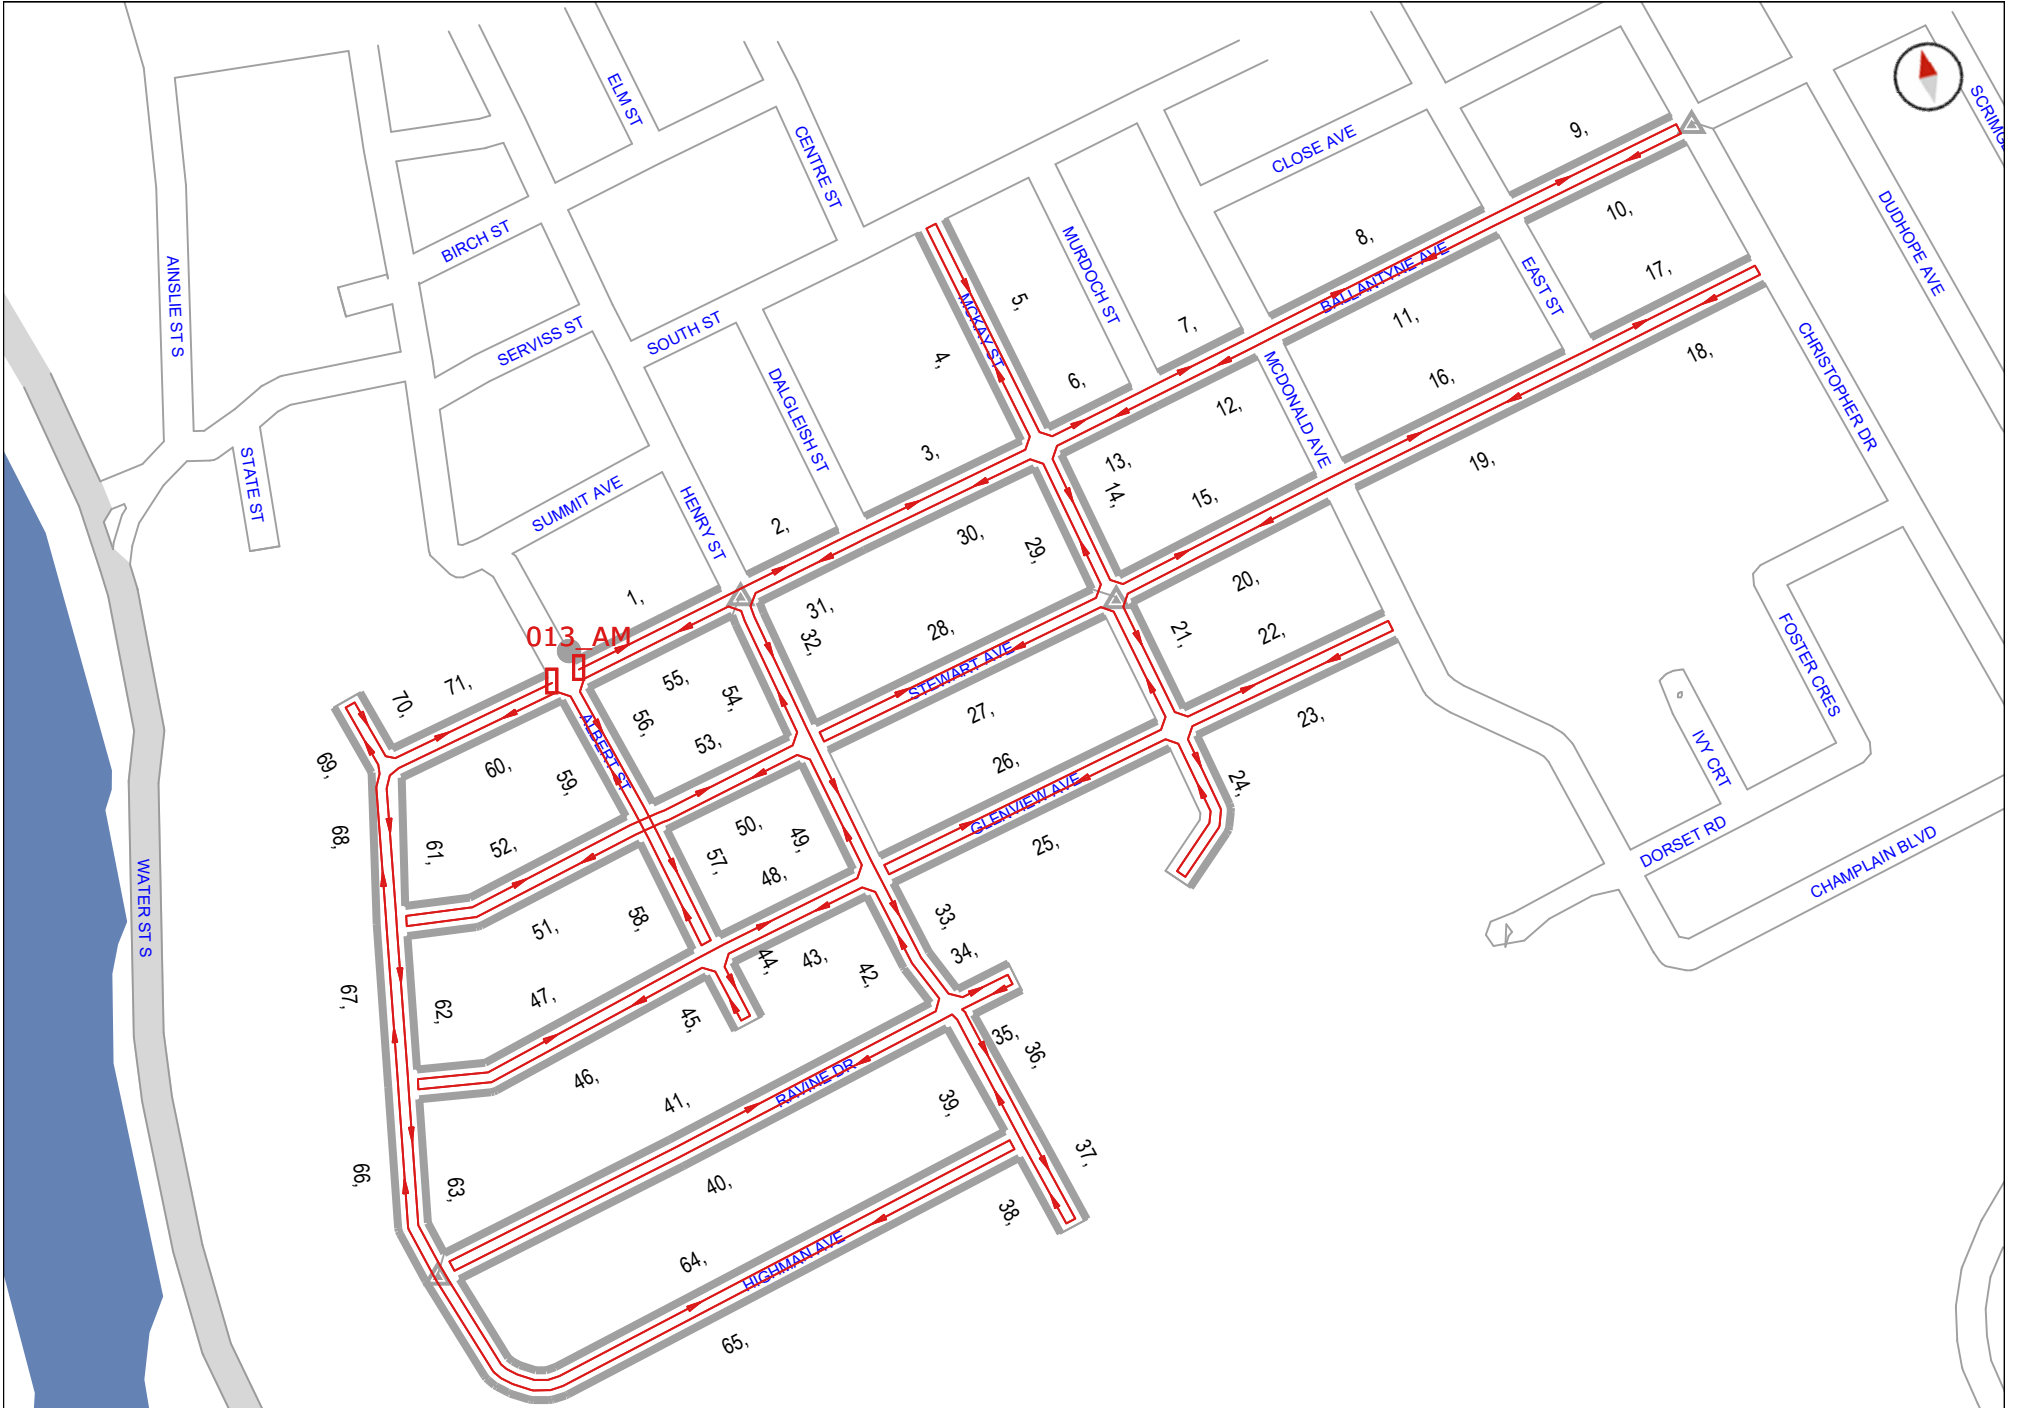 ELM ST
CENTRE ST
SCRIMGE
9,
CLOSE AVE
DUDHOPE AVE
10,
BIRCH ST
AINSLIE ST S
MURDOCH ST
8,
BALLANTYNE AVE
EAST ST
17,
5,
MCKAY ST
7,
11,
SERVISS ST
SOUTH ST
4,
6,
16,
18,
CHRISTOPHER DR
DALGLEISH ST
MCDONALD AVE
12,
3,
13,
14,
15,
19,
STATE ST
SUMMIT AVE
HENRY ST
2,
30,
29,
20,
1,
31,
32,
28,
21,
22,
013_AM
STEWART AVE
FOSTER CRES
71,
70,
55,
54,
56,
53,
27,
23,
69,
60,
59,
ALBERT ST
26,
IVY CRT
24,
GLENVIEW AVE
68,
61,
52,
50,
49,
57,
48,
25,
DORSET RD
CHAMPLAIN BLVD
WATER ST S
51,
58,
33,
34,
44,
43,
42,
67,
62,
47,
45,
35,
36,
46,
41,
RAVINE DR
39,
66,
63,
40,
37,
38,
64,
HIGHMAN AVE
65,